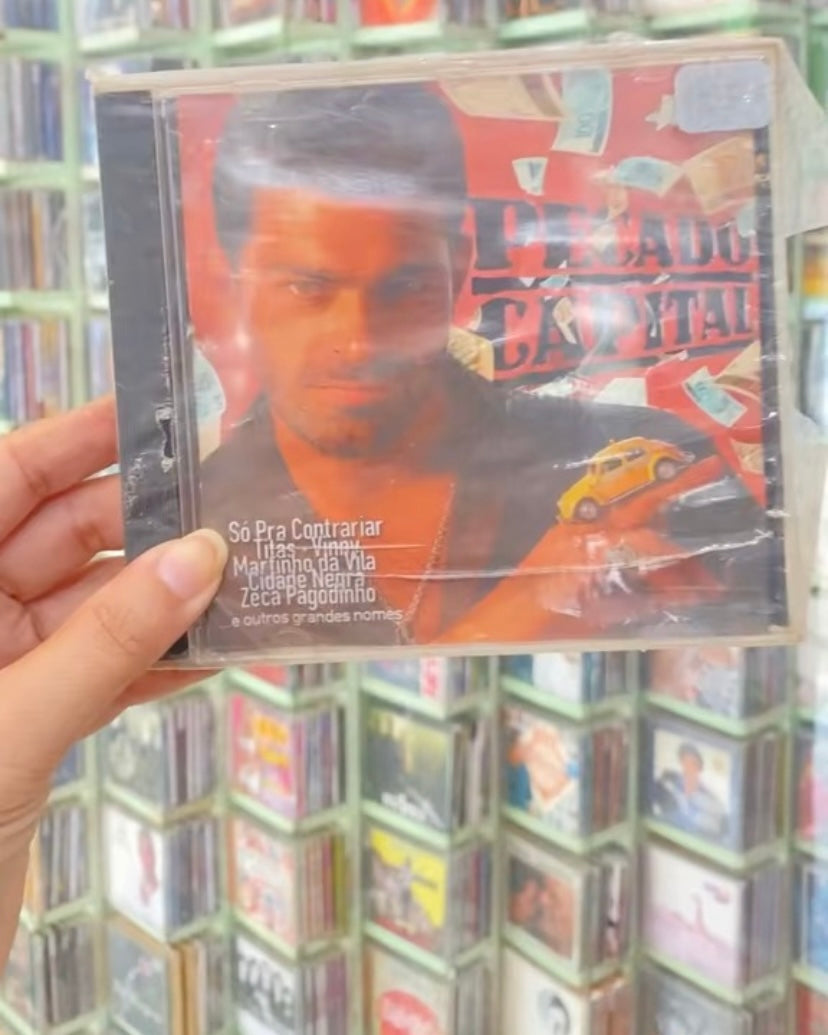 PECADO
CAPITAL
Só Pra Contrariar
Titãs - Vinny
Martinho da Vila
Cidade Negra
Zeca Pagodinho
...e outros grandes nomes